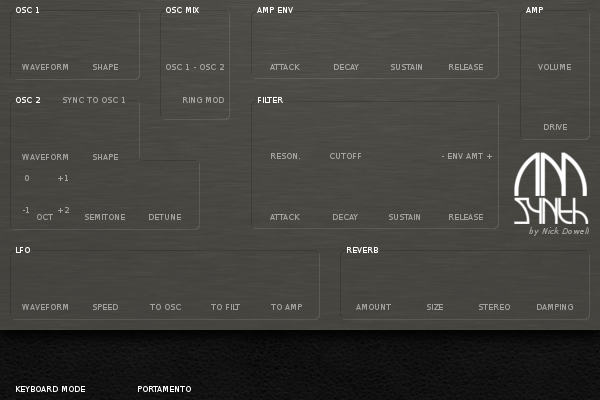 OSC 1
WAVEFORM SHAPE
OSC MIX
OSC 1 - OSC 2
RING MOD
AMP ENV
ATTACK DECAY SUSTAIN RELEASE
AMP
VOLUME
DRIVE
OSC 2 SYNC TO OSC 1
WAVEFORM SHAPE
0 +1
-1 +2
OCT SEMITONE DETUNE
FILTER
RESON. CUTOFF - ENV AMT +
ATTACK DECAY SUSTAIN RELEASE
AM
SYNth
by Nick Dowell
LFO
WAVEFORM SPEED TO OSC TO FILT TO AMP
REVERB
AMOUNT SIZE STEREO DAMPING
KEYBOARD MODE PORTAMENTO